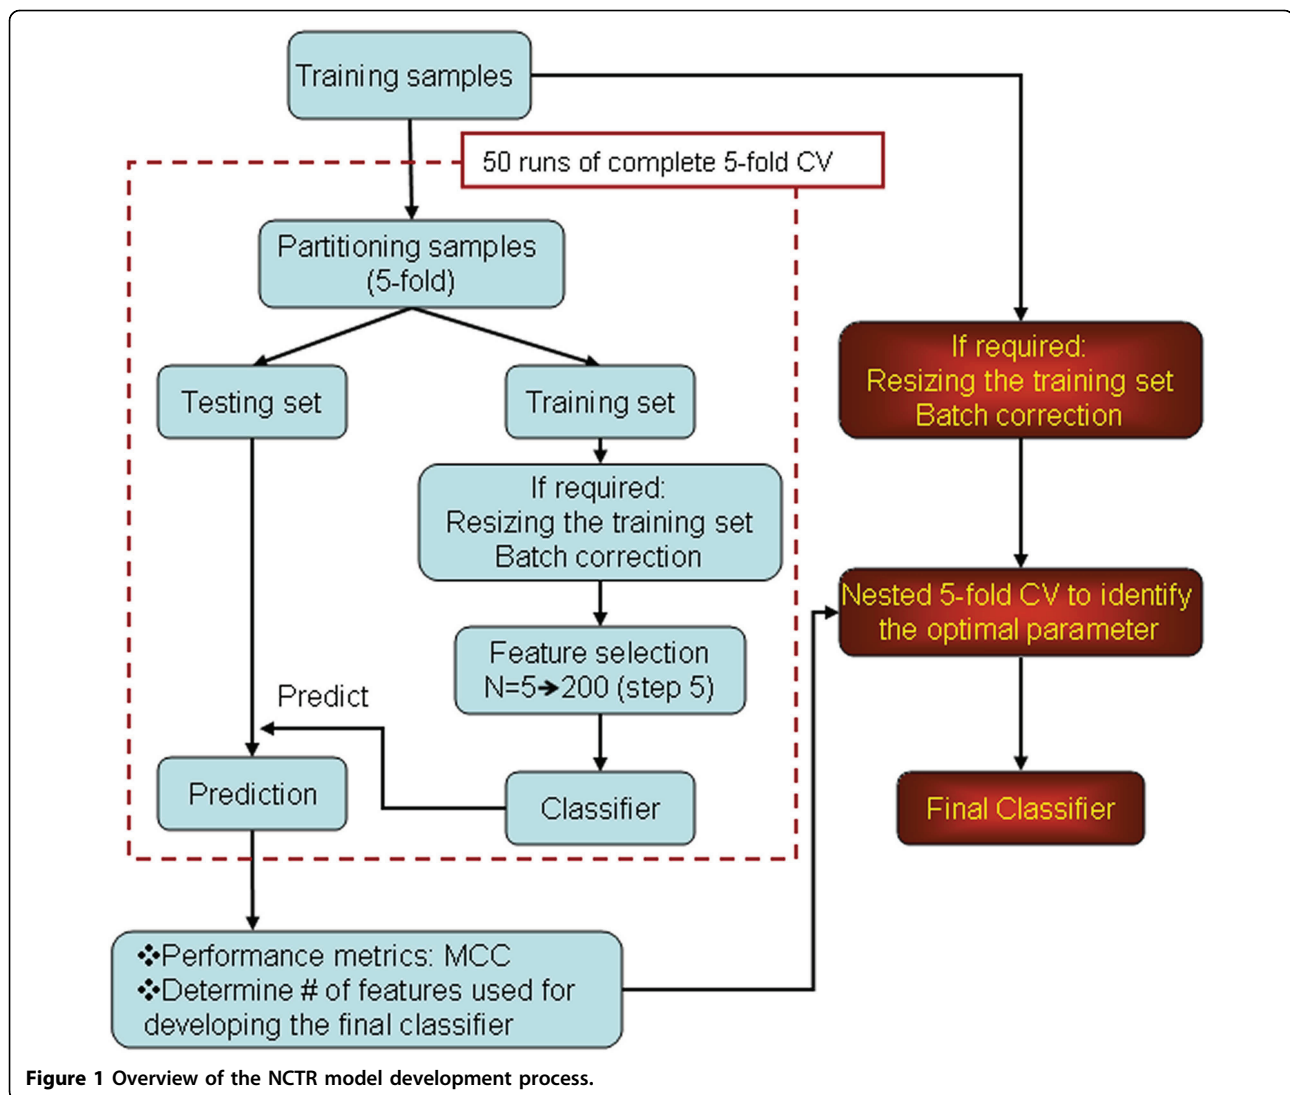 Training samples
50 runs of complete 5-fold CV
Partitioning samples
(5-fold)
Testing set
Training set
If required:
Resizing the training set
Batch correction
Feature selection
N=5➔200 (step 5)
Predict
Prediction
Classifier
❖Performance metrics: MCC
❖Determine # of features used for
developing the final classifier
If required:
Resizing the training set
Batch correction
Nested 5-fold CV to identify
the optimal parameter
Final Classifier
Figure 1 Overview of the NCTR model development process.